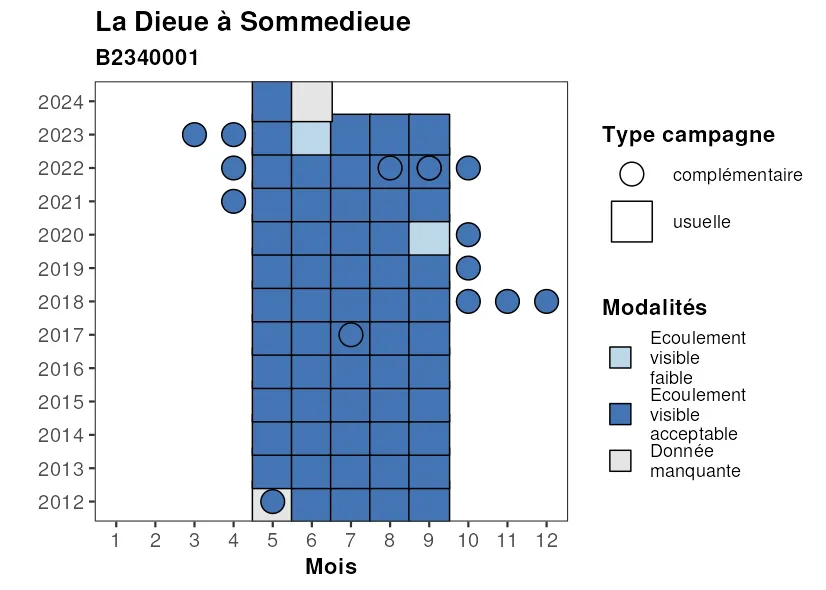 La Dieue à Sommedieue
B2340001
2024
2023
2022
2021
2020
2019
2018
2017
2016
2015
2014
2013
2012
1 2 3 4 5 6 7 8 9 10 11 12
Mois
Type campagne
complémentaire
usuelle
Modalités
Ecoulement
visible
faible
Ecoulement
visible
acceptable
Donnée
manquante